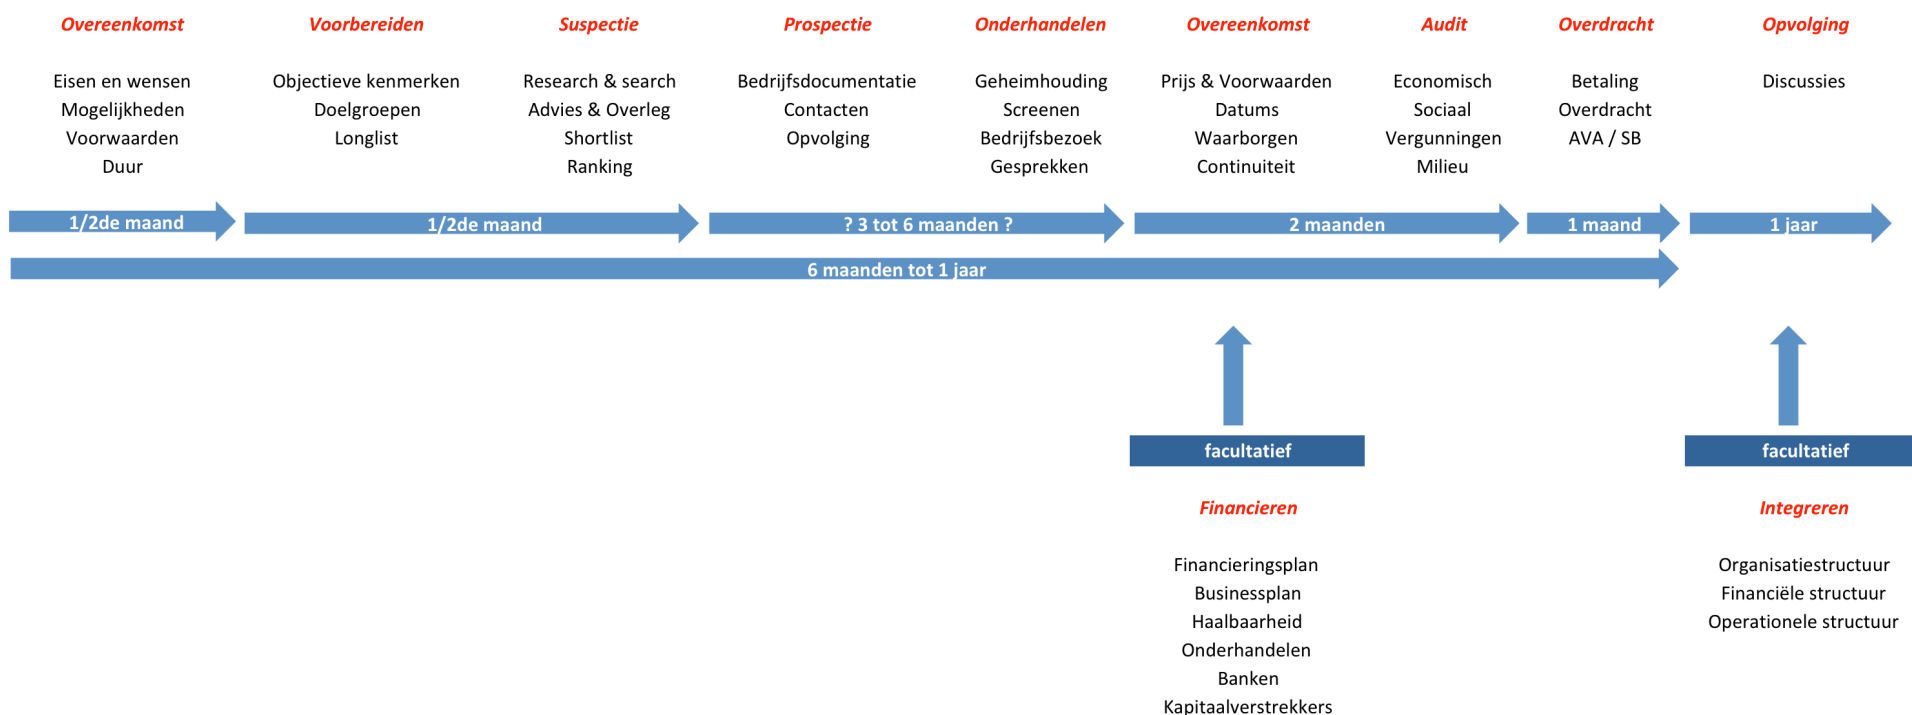 Overeenkomst
Eisen en wensen
Mogelijkheden
Voorwaarden
Duur
Voorbereiden
Objectieve kenmerken
Doelgroepen
Longlist
Suspectie
Research & search
Advies & Overleg
Shortlist
Ranking
Prospectie
Bedrijfsdocumentatie
Contacten
Opvolging
Onderhandelen
Geheimhouding
Screenen
Bedrijfsbezoek
Gesprekken
Overeenkomst
Prijs & Voorwaarden
Datums
Waarborgen
Continuiteit
Audit
Economisch
Sociaal
Vergunningen
Milieu
Overdracht
Betaling
Overdracht
AVA / SB
Opvolging
Discussies
1/2de maand
1/2de maand
? 3 tot 6 maanden ?
2 maanden
1 maand
1 jaar
6 maanden tot 1 jaar
facultatief
Financieren
Financieringsplan
Businessplan
Haalbaarheid
Onderhandelen
Banken
Kapitaalverstrekkers
facultatief
Integreren
Organisatiestructuur
Financiële structuur
Operationele structuur